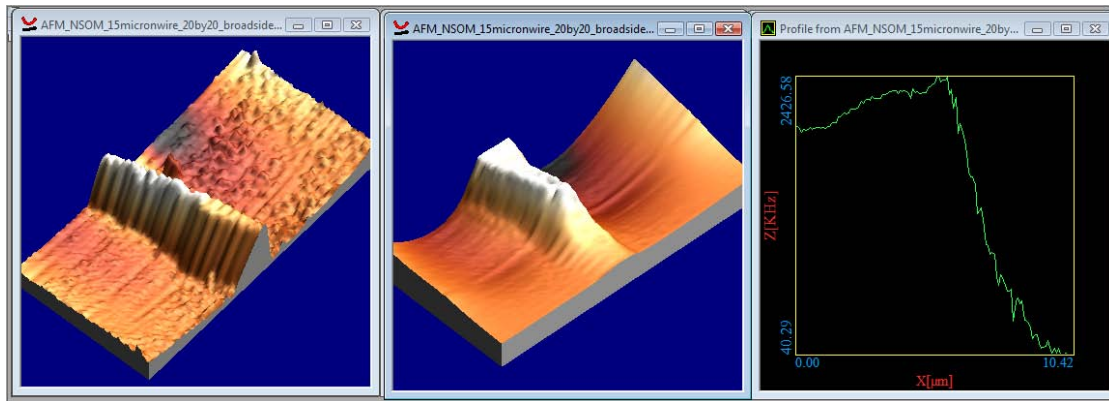 AFM_NSOM_15micronwire_20by20_broadside...
AFM_NSOM_15micronwire_20by20_broadside...
Profile from AFM_NSOM_15micronwire_20by...
2426.58
Z[KHz]
40.29
0.00
10.42
X[µm]